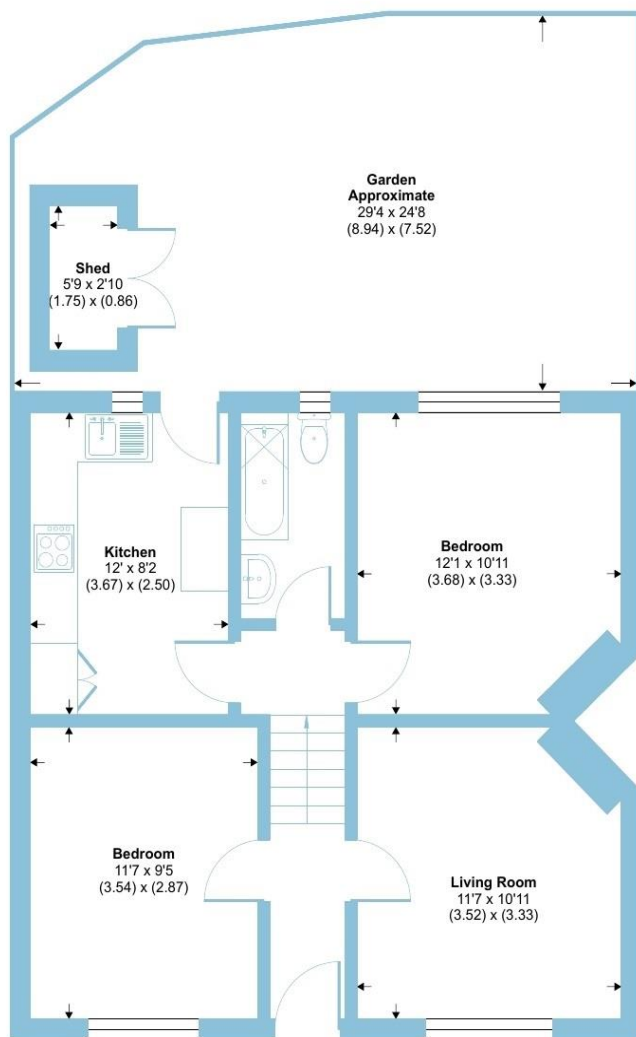 Garden
Approximate
29'4 x 24'8
(8.94) x (7.52)
Shed
5'9 x 2'10
(1.75) x (0.86)
Kitchen
12' x 8'2
(3.67) x (2.50)
Bedroom
12'1 x 10'11
(3.68) x (3.33)
Bedroom
11'7 x 9'5
(3.54) x (2.87)
Living Room
11'7 x 10'11
(3.52) x (3.33)